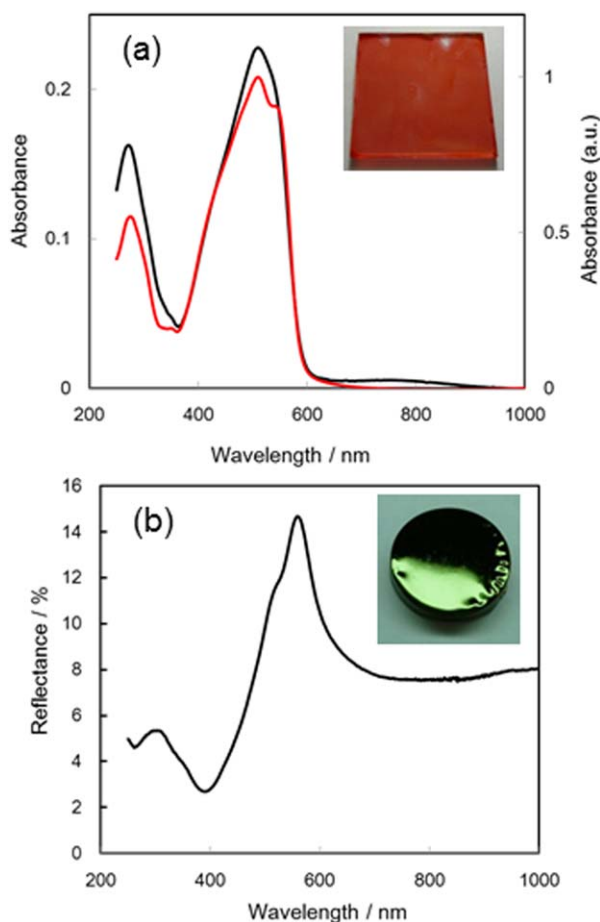 (a)
0.2
0.1
0
1
0.5
0
Absorbance
Absorbance (a.u.)
200 400 600 800 1000
Wavelength / nm
(b)
16
14
12
10
8
6
4
2
0
Reflectance / %
200 400 600 800 1000
Wavelength / nm